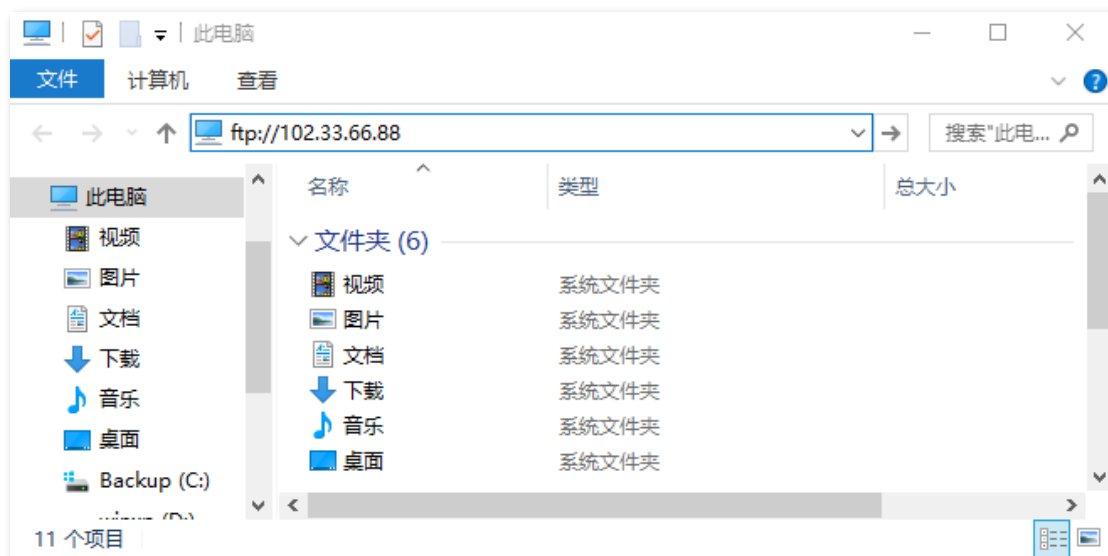 此电脑
文件 计算机 查看
ftp://102.33.66.88 搜索"此电...
此电脑
视频
图片
文档
下载
音乐
桌面
Backup (C:)
名称 类型 总大小
文件夹 (6)
视频 系统文件夹
图片 系统文件夹
文档 系统文件夹
下载 系统文件夹
音乐 系统文件夹
桌面 系统文件夹
11 个项目